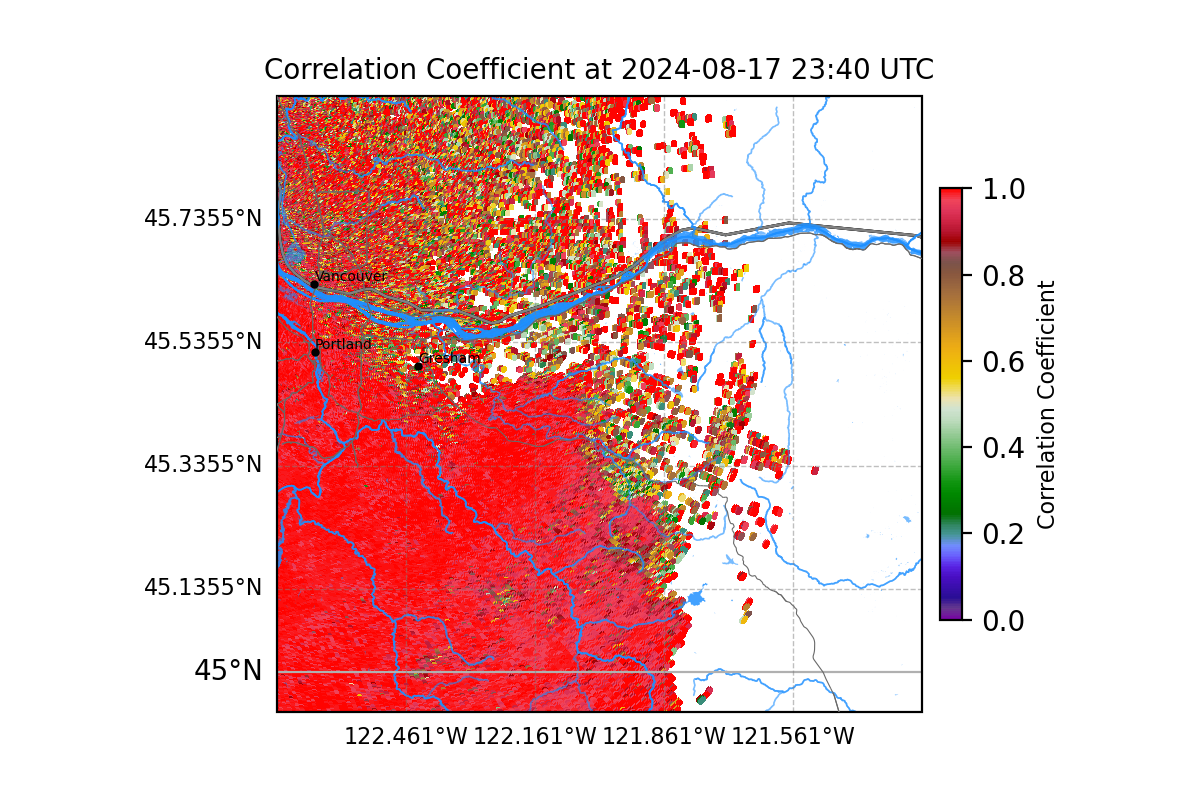 Correlation Coefficient at 2024-08-17 23:40 UTC
45.7355°N
45.5355°N
45.3355°N
45.1355°N
45°N
122.461°W 122.161°W 121.861°W 121.561°W
Vancouver
Portland
Gresham
1.0
0.8
0.6
0.4
0.2
0.0
Correlation Coefficient